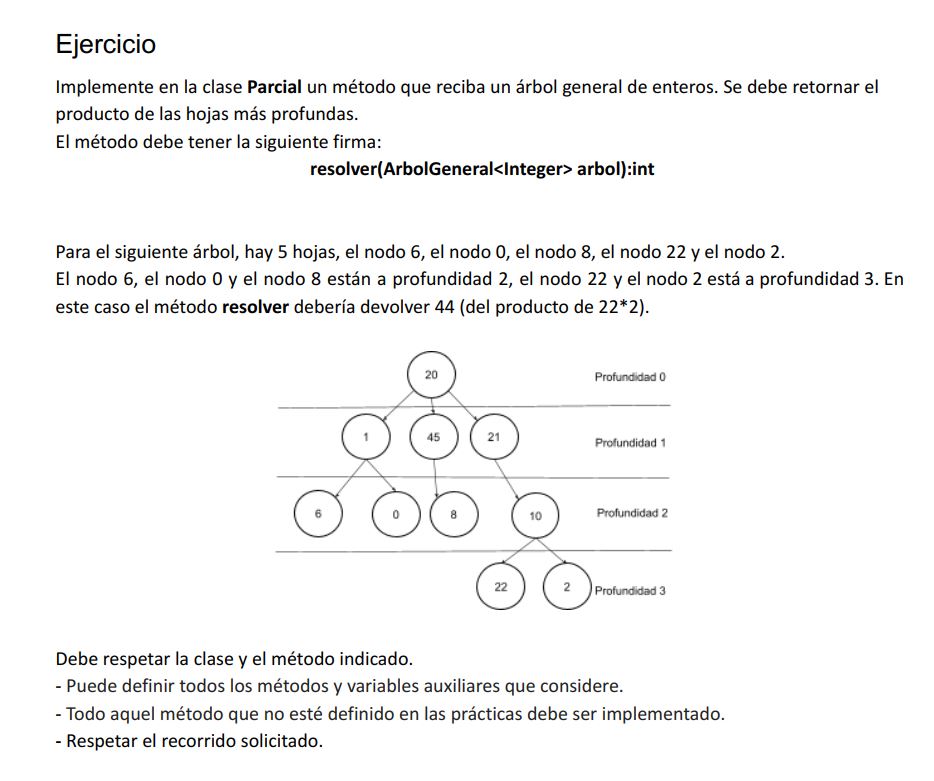 Ejercicio
Implemente en la clase Parcial un método que reciba un árbol general de enteros. Se debe retornar el
producto de las hojas más profundas.
El método debe tener la siguiente firma:
resolver(ArbolGeneral<Integer> arbol):int
Para el siguiente árbol, hay 5 hojas, el nodo 6, el nodo 0, el nodo 8, el nodo 22 y el nodo 2.
El nodo 6, el nodo 0 y el nodo 8 están a profundidad 2, el nodo 22 y el nodo 2 está a profundidad 3. En
este caso el método resolver debería devolver 44 (del producto de 22*2).
20 Profundidad 0
1 45 21 Profundidad 1
6 0 8 10 Profundidad 2
22 2 Profundidad 3
Debe respetar la clase y el método indicado.
- Puede definir todos los métodos y variables auxiliares que considere.
- Todo aquel método que no esté definido en las prácticas debe ser implementado.
- Respetar el recorrido solicitado.